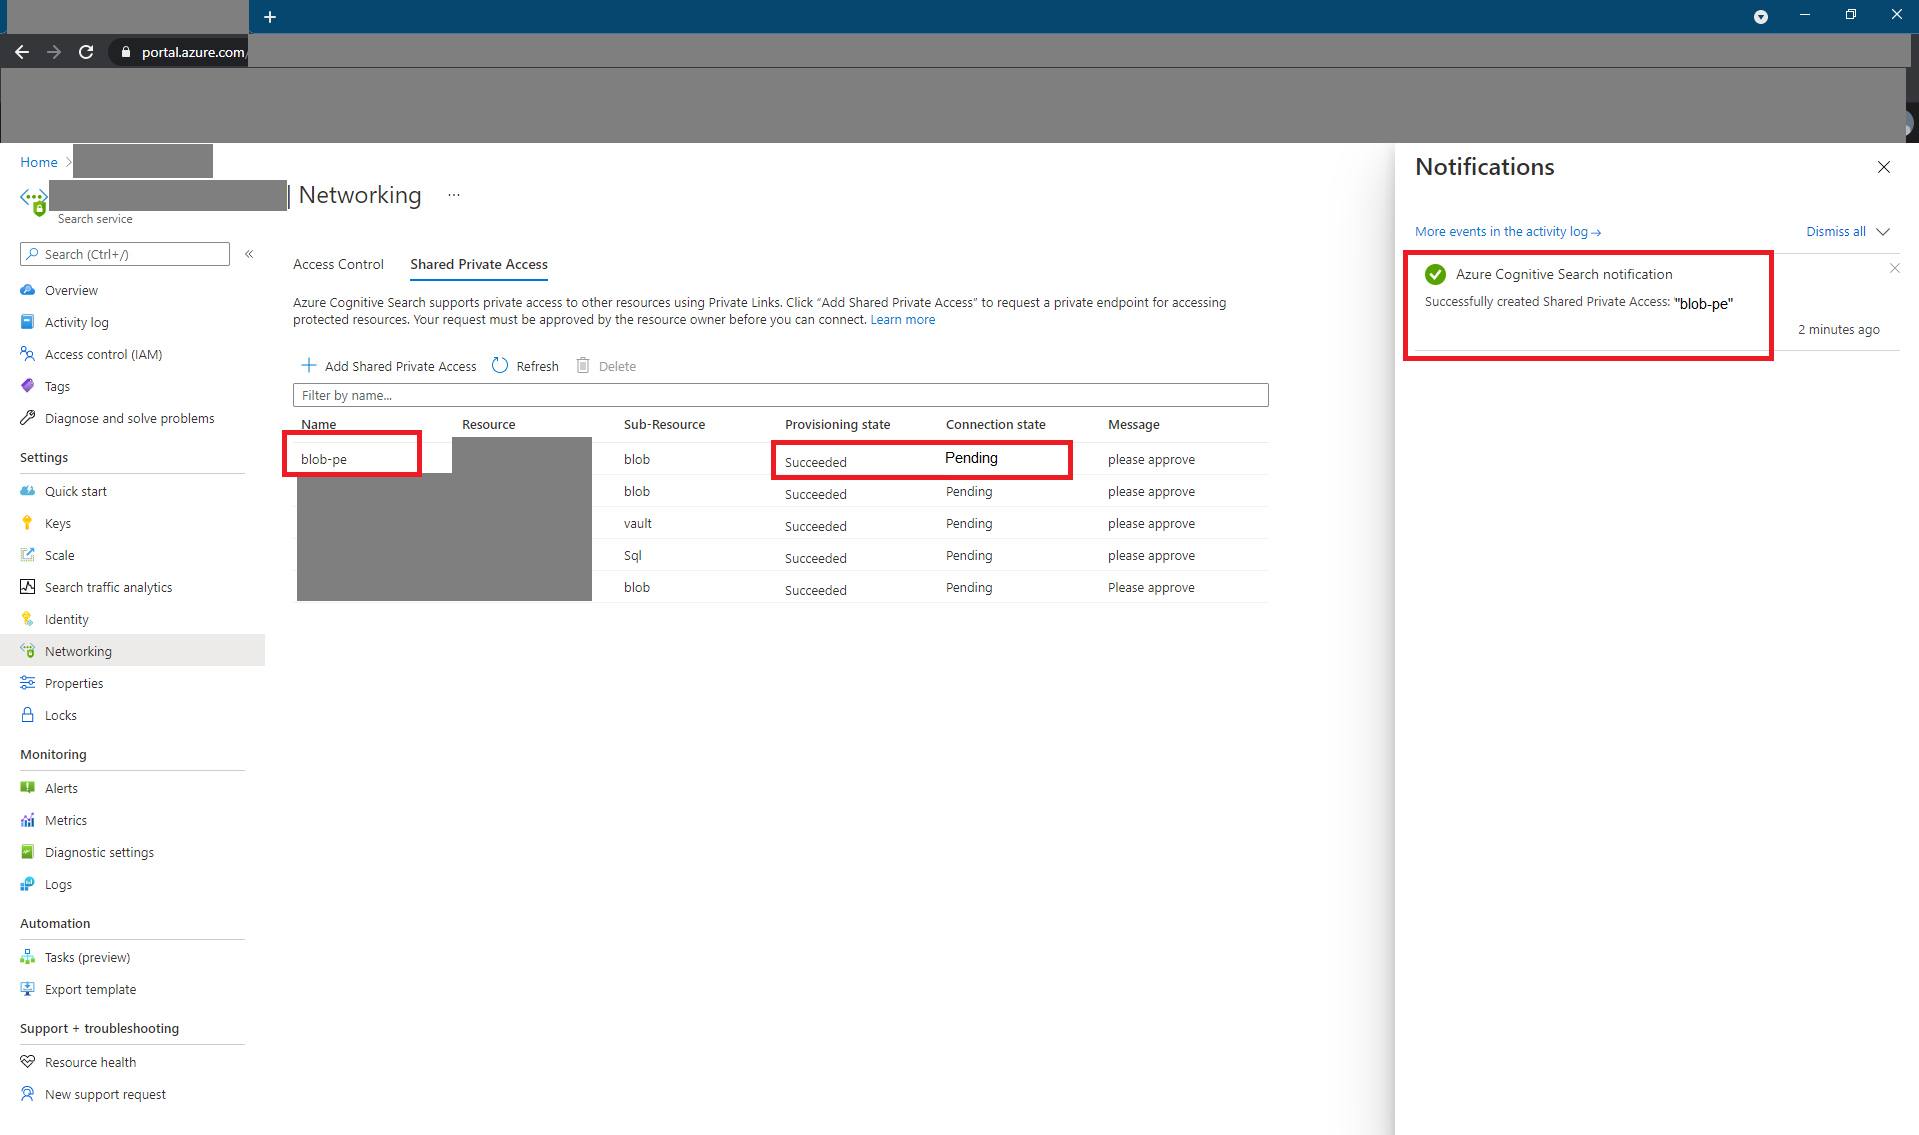 portal.azure.com/
Home
Networking
...
Search service
Search (Ctrl+/)
«
Overview
Activity log
Access control (IAM)
Tags
Diagnose and solve problems
Settings
Quick start
Keys
Scale
Search traffic analytics
Identity
Networking
Properties
Locks
Monitoring
Alerts
Metrics
Diagnostic settings
Logs
Automation
Tasks (preview)
Export template
Support + troubleshooting
Resource health
New support request
Access Control Shared Private Access
Azure Cognitive Search supports private access to other resources using Private Links. Click “Add Shared Private Access” to request a private endpoint for accessing
protected resources. Your request must be approved by the resource owner before you can connect. Learn more
Add Shared Private Access Refresh Delete
Filter by name...
Name Resource Sub-Resource Provisioning state Connection state Message
blob-pe blob Succeeded Pending please approve
blob Succeeded Pending please approve
vault Succeeded Pending please approve
Sql Succeeded Pending please approve
blob Succeeded Pending Please approve
Notifications
More events in the activity log → Dismiss all
Azure Cognitive Search notification
Successfully created Shared Private Access: "blob-pe"
2 minutes ago